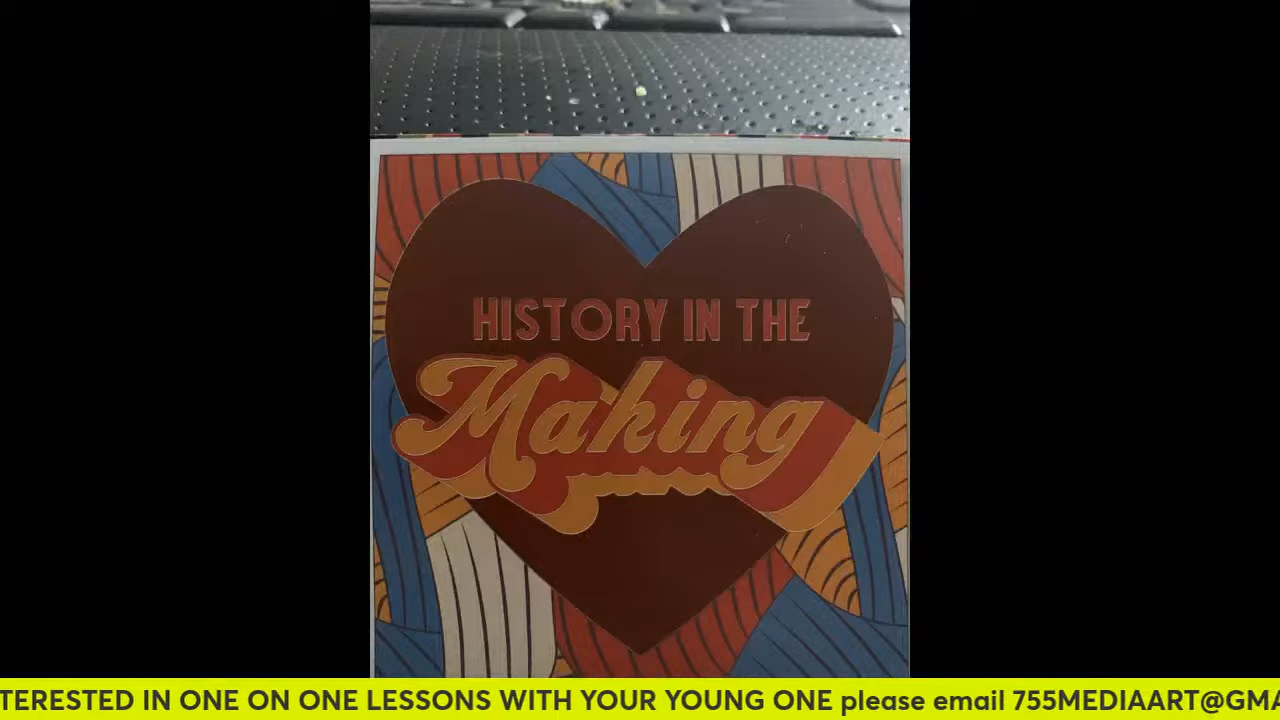 HISTORY IN THE
Making
TERESTED IN ONE ON ONE LESSONS WITH YOUR YOUNG ONE please email 755MEDIAART@GMA